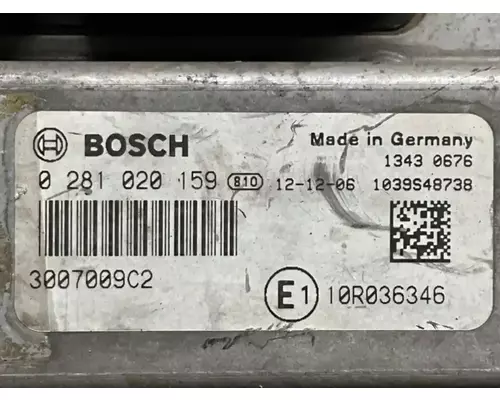 BOSCH
Made in Germany
1343 0676
0 281 020 159 810 12-12-06 1039S48738
3007009C2
E1 10R036346